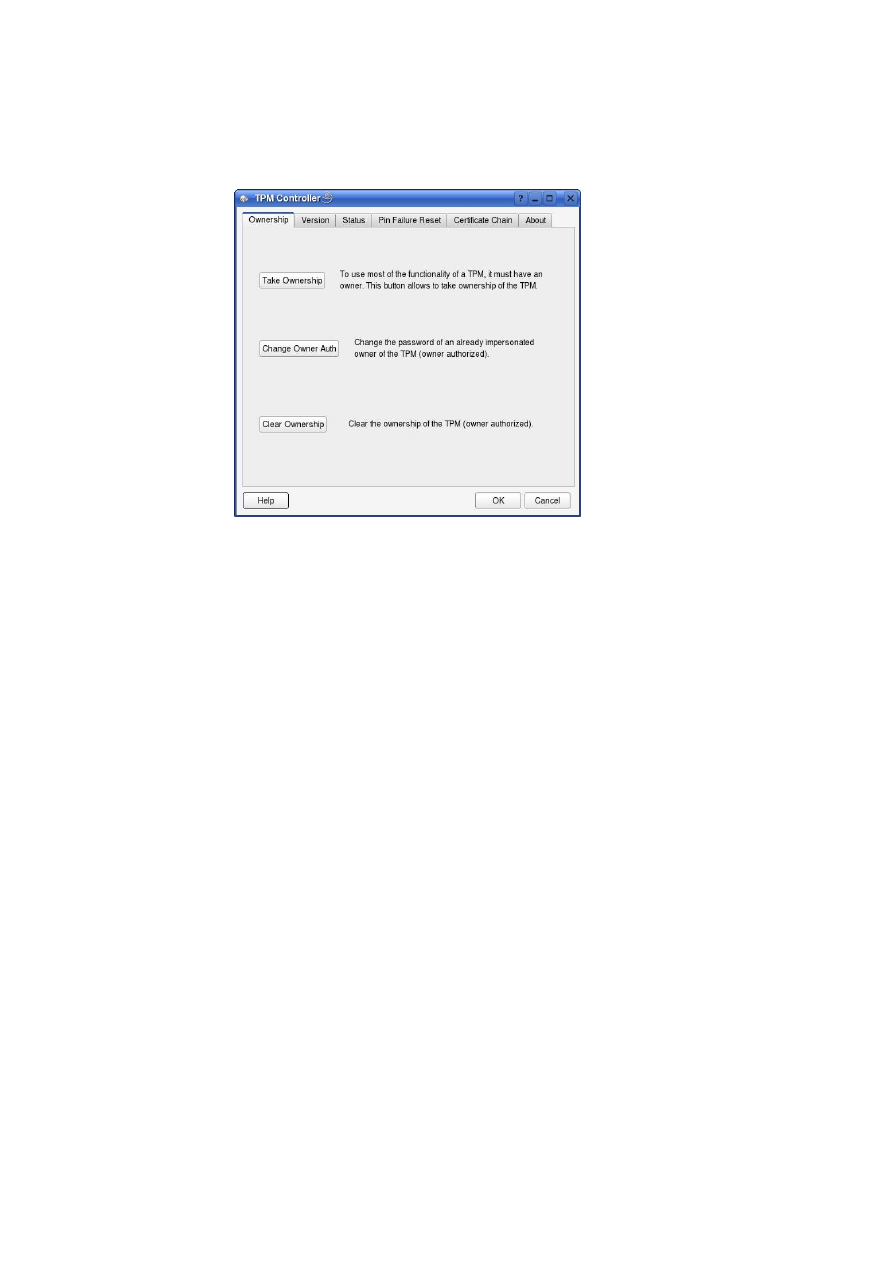 TPM Controller
Ownership Version Status Pin Failure Reset Certificate Chain About
Take Ownership
To use most of the functionality of a TPM, it must have an
owner. This button allows to take ownership of the TPM.
Change Owner Auth
Change the password of an already impersonated
owner of the TPM (owner authorized).
Clear Ownership
Clear the ownership of the TPM (owner authorized).
Help OK Cancel